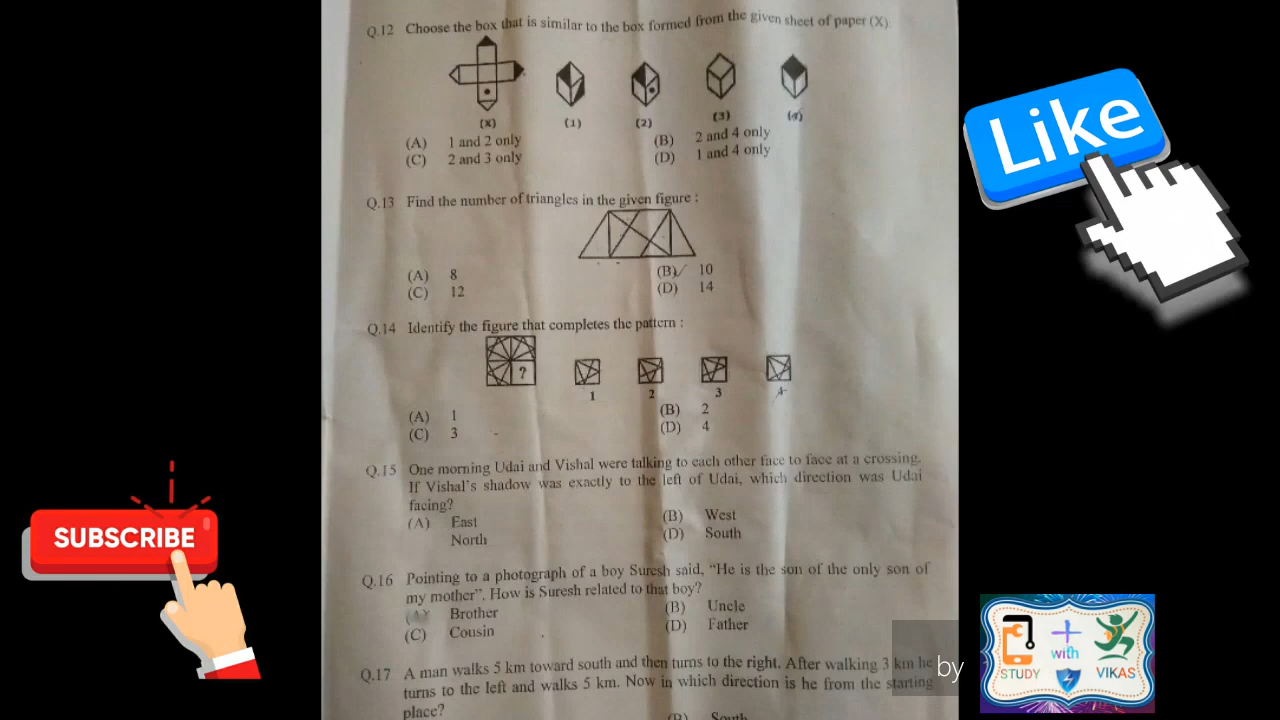 Q.12 Choose the box that is similar to the box formed from the given sheet of paper (X)
(X) (1) (2) (3) (4)
(A) 1 and 2 only (B) 2 and 4 only
(C) 2 and 3 only (D) 1 and 4 only
Q.13 Find the number of triangles in the given figure :
(A) 8 (B) 10
(C) 12 (D) 14
Q.14 Identify the figure that completes the pattern :
?
1 2 3 4
(A) 1 (B) 2
(C) 3 (D) 4
Q.15 One morning Udai and Vishal were talking to each other face to face at a crossing.
If Vishal's shadow was exactly to the left of Udai, which direction was Udai
facing?
(A) East (B) West
North (D) South
Q.16 Pointing to a photograph of a boy Suresh said, "He is the son of the only son of
my mother". How is Suresh related to that boy?
(A) Brother (B) Uncle
(C) Cousin (D) Father
Q.17 A man walks 5 km toward south and then turns to the right. After walking 3 km he
turns to the left and walks 5 km. Now in which direction is he from the starting
place?
(B) South
Like
SUBSCRIBE
by
STUDY
with
VIKAS